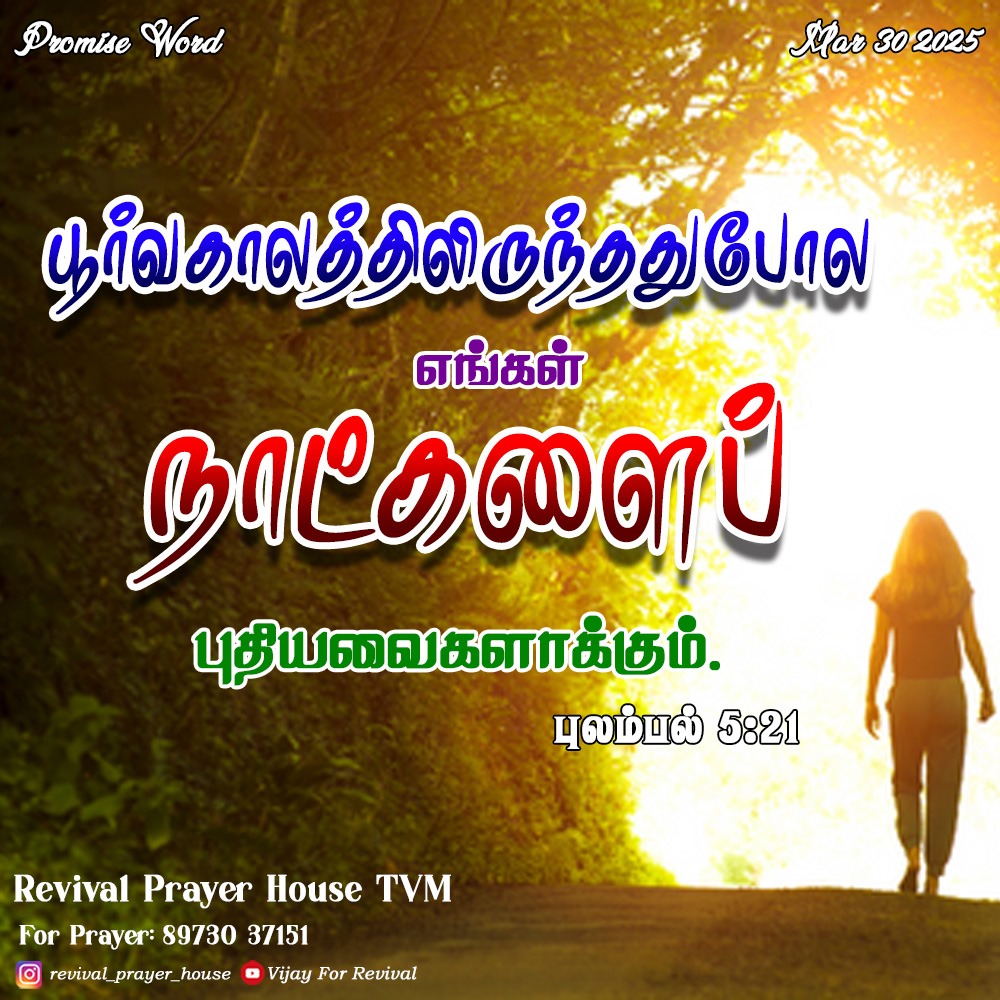 Promise Word
Mar 30 2025
பூர்வகாலத்திலிருந்ததுபோல
எங்கள்
நாட்களைப்
புதியவைகளாக்கும்.
புலம்பல் 5:21
Revival Prayer House TVM
For Prayer: 89730 37151
revival_prayer_house Vijay For Revival